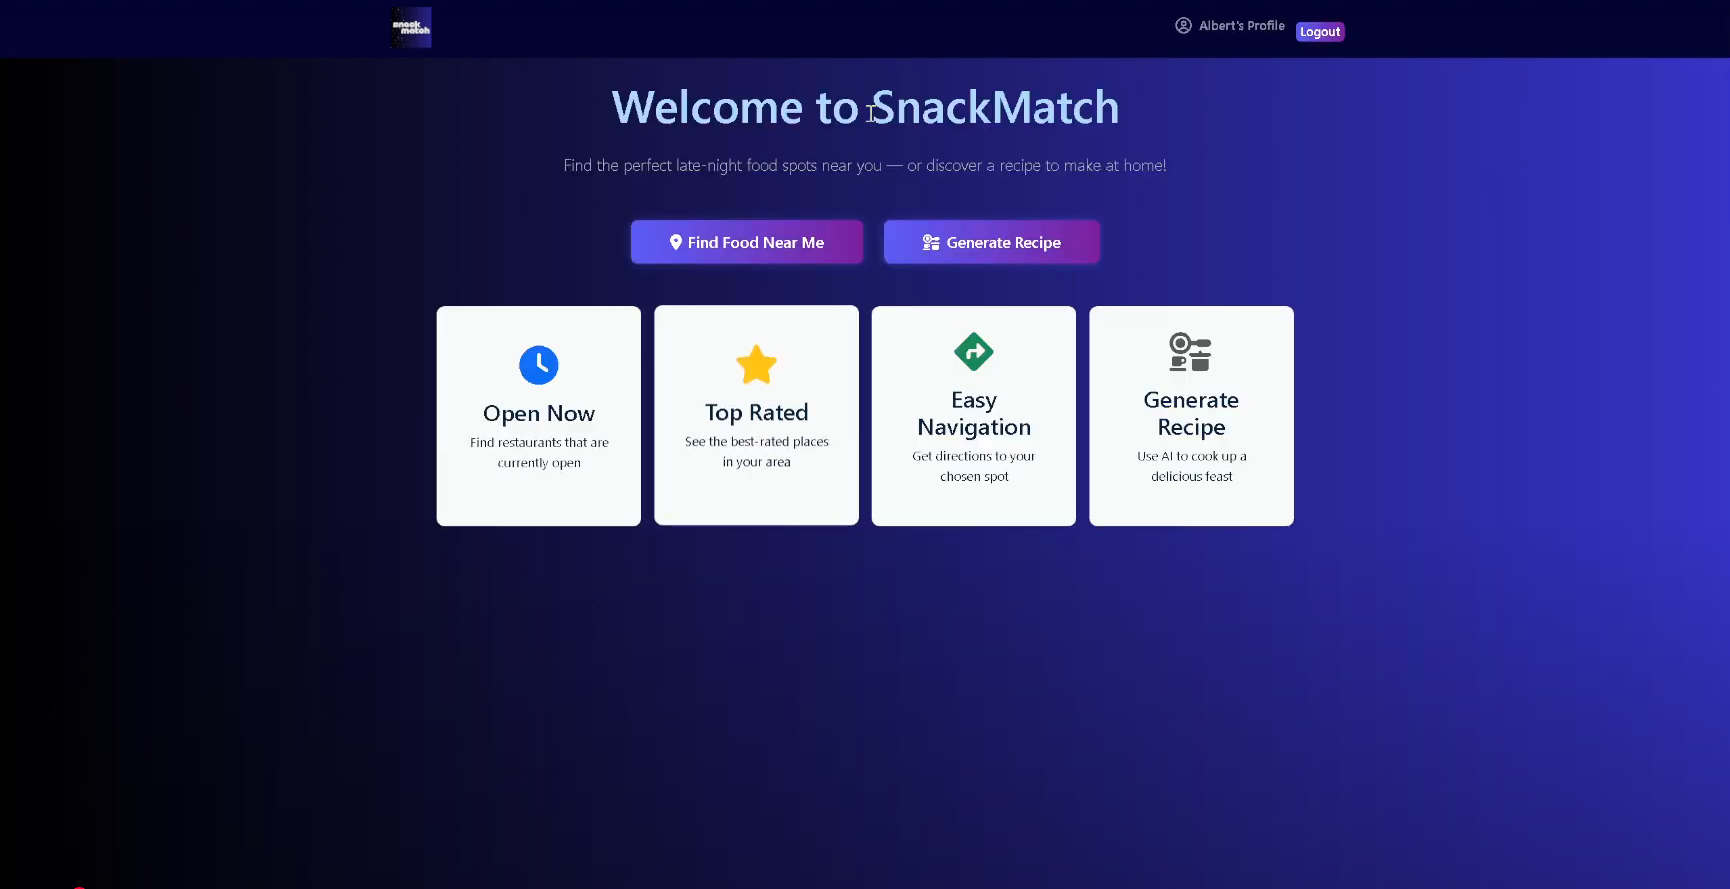 snack
match
Albert's Profile
Logout
Welcome to SnackMatch
Find the perfect late-night food spots near you — or discover a recipe to make at home!
Find Food Near Me
Generate Recipe
Open Now
Find restaurants that are
currently open
Top Rated
See the best-rated places
in your area
Easy
Navigation
Get directions to your
chosen spot
Generate
Recipe
Use AI to cook up a
delicious feast